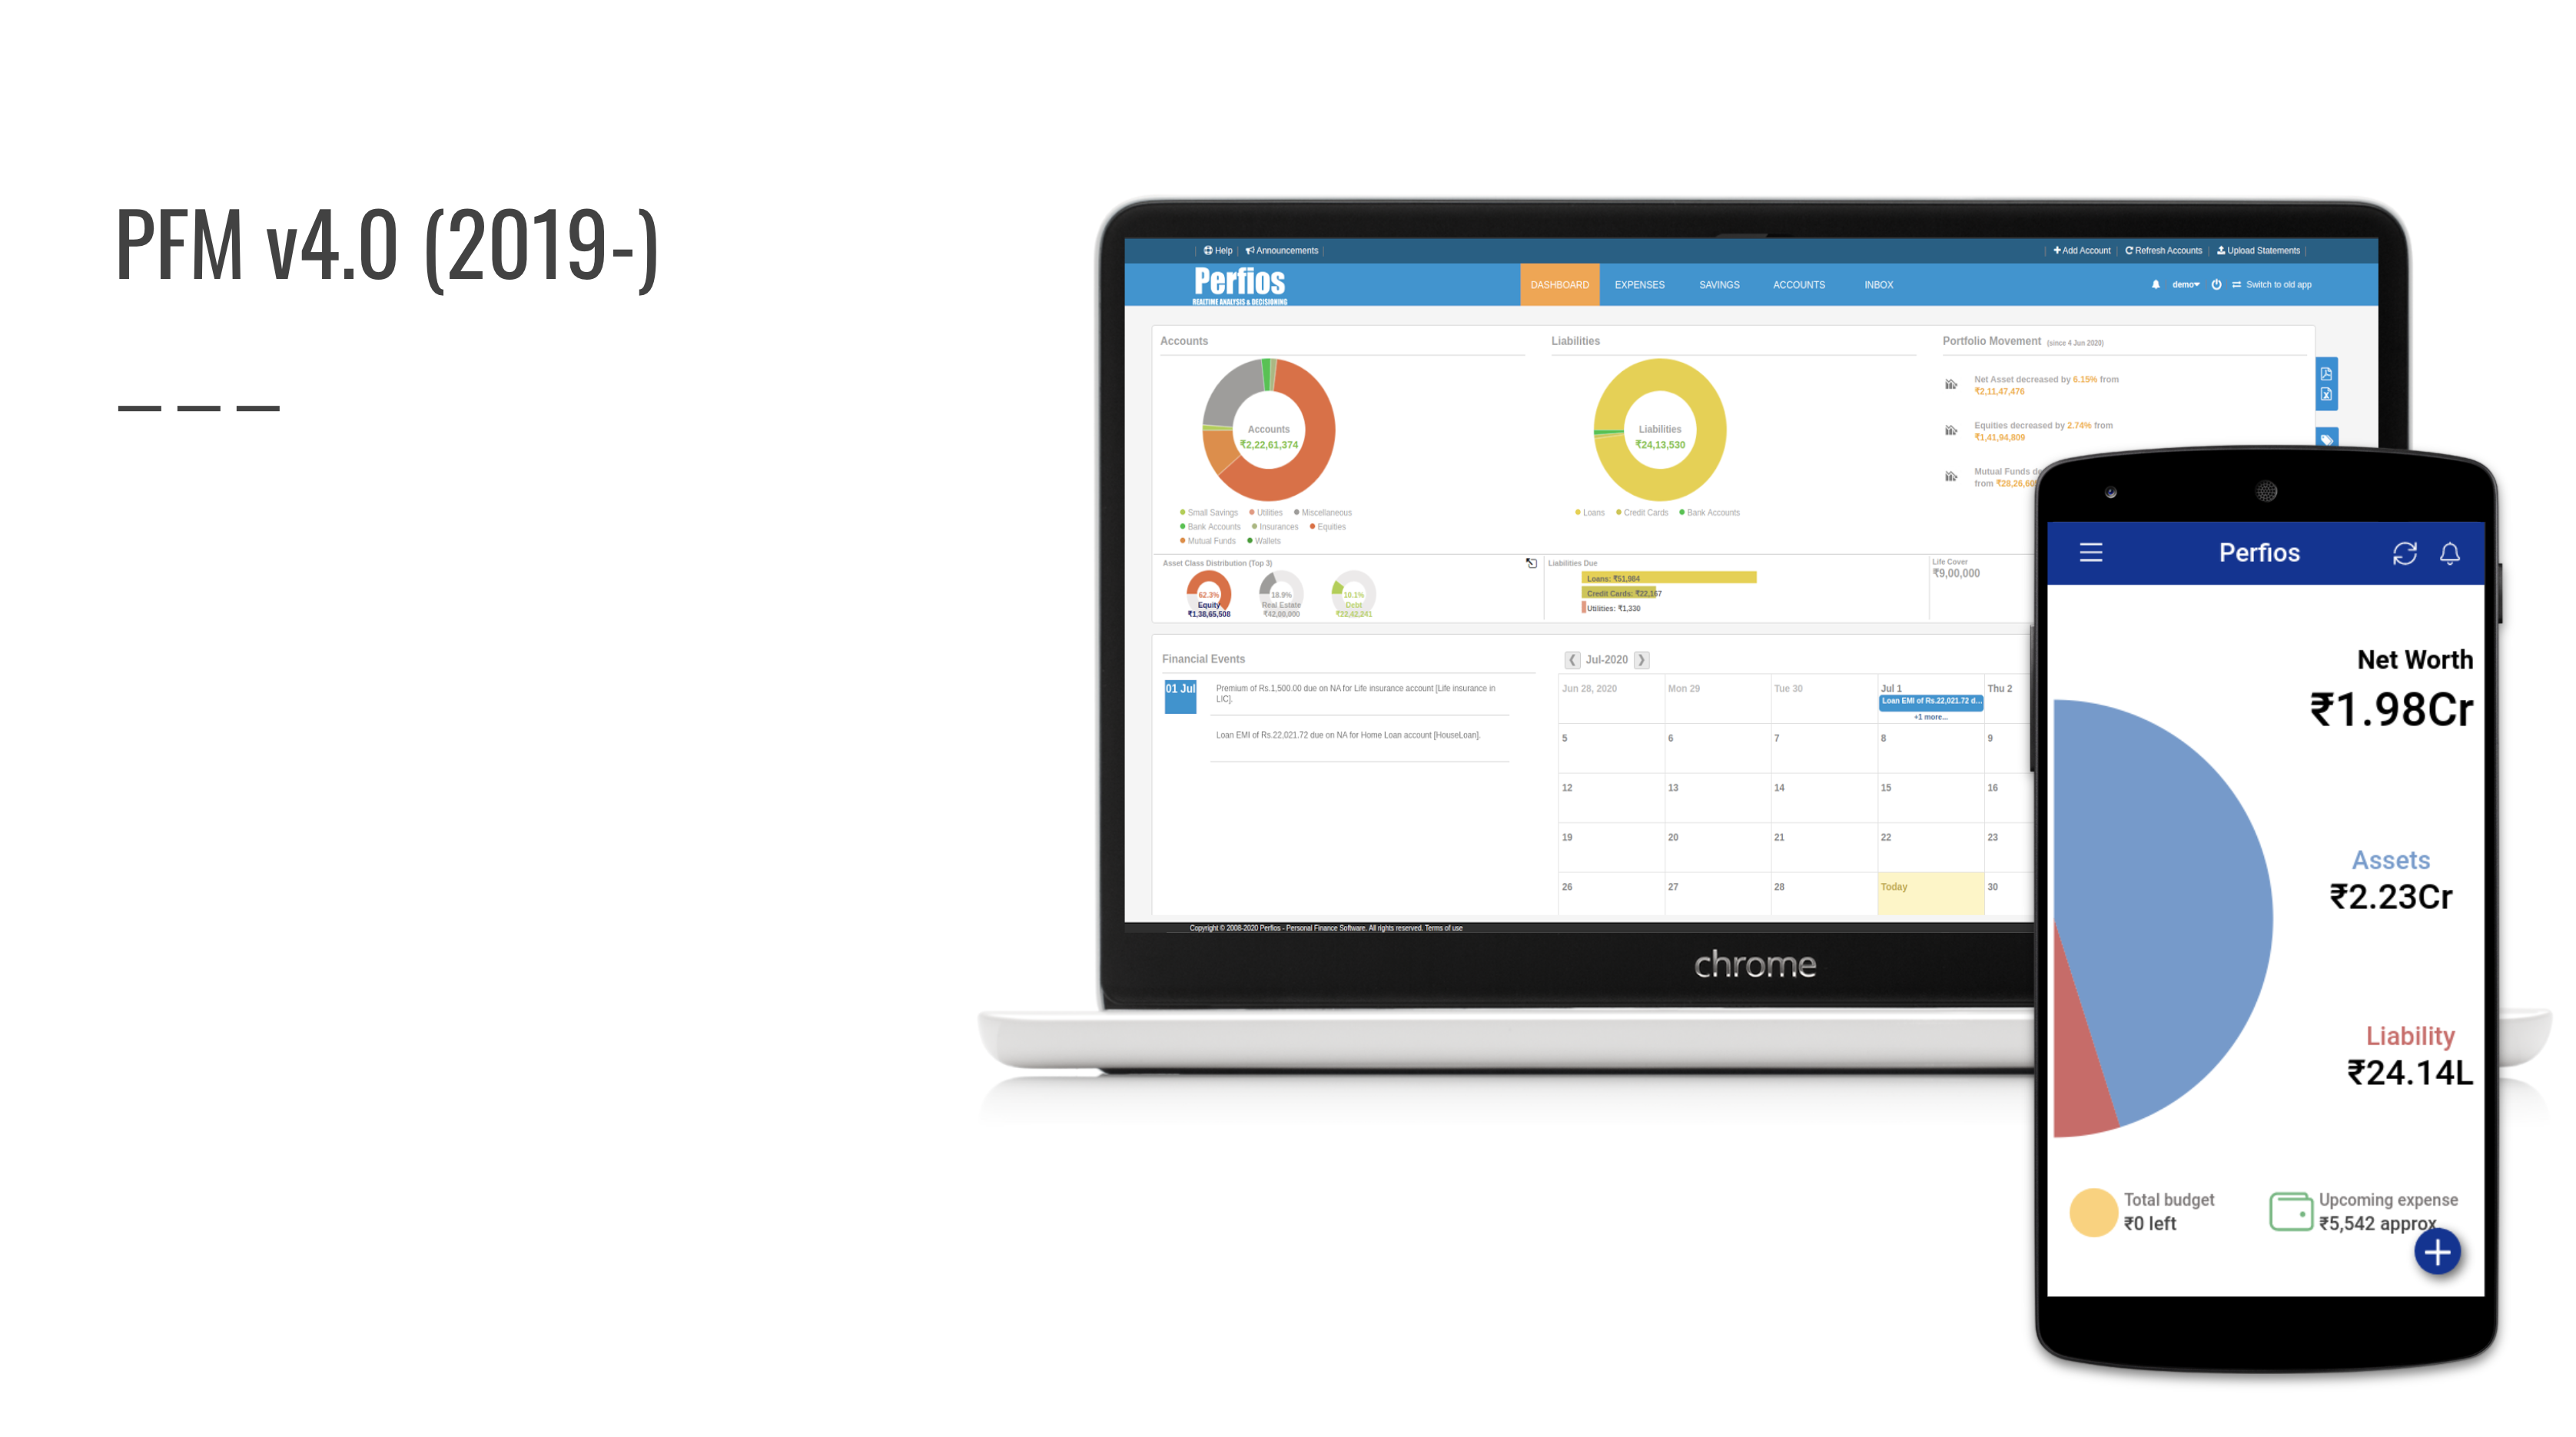 PFM v4.0 (2019-)
Help
Announcements
Add Account
Refresh Accounts
Upload Statements
Perfios
REALTIME ANALYSIS & DECISIONING
DASHBOARD
EXPENSES
SAVINGS
ACCOUNTS
INBOX
demo
Switch to old app
Accounts
Accounts
₹2,22,61,374
Small Savings
Utilities
Miscellaneous
Bank Accounts
Insurances
Equities
Mutual Funds
Wallets
Liabilities
Liabilities
₹24,13,530
Loans
Credit Cards
Bank Accounts
Portfolio Movement (since 4 Jun 2020)
Net Asset decreased by 6.15% from
₹2,11,47,476
Equities decreased by 2.74% from
₹1,41,94,809
Mutual Funds de
from ₹28,26,60
Asset Class Distribution (Top 3)
62.3%
Equity
₹1,38,65,508
18.9%
Real Estate
₹42,00,000
10.1%
Debt
₹22,42,241
Liabilities Due
Loans: ₹51,984
Credit Cards: ₹22,167
Utilities: ₹1,330
Life Cover
₹9,00,000
Financial Events
01 Jul
Premium of Rs.1,500.00 due on NA for Life insurance account [Life insurance in
LIC].
Loan EMI of Rs.22,021.72 due on NA for Home Loan account [HouseLoan].
Jul-2020
Jun 28, 2020
Mon 29
Tue 30
Jul 1
Thu 2
Loan EMI of Rs.22,021.72 d...
+1 more...
5
6
7
8
9
12
13
14
15
16
19
20
21
22
23
26
27
28
Today
30
Copyright © 2008-2020 Perfios - Personal Finance Software. All rights reserved. Terms of use
chrome
Perfios
Net Worth
₹1.98Cr
Assets
₹2.23Cr
Liability
₹24.14L
Total budget
₹0 left
Upcoming expense
₹5,542 approx